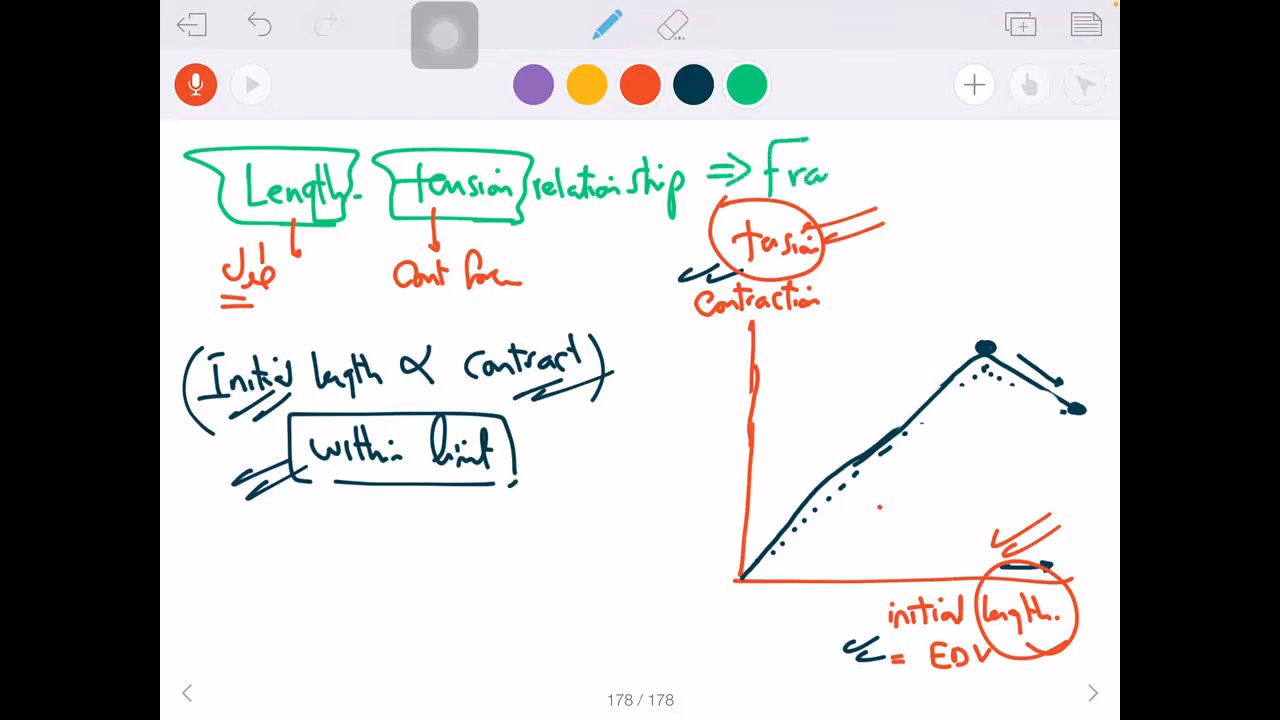 Length- tension relationship ⇒ fra
tension
Cont force
contraction
(Initial length ∝ contract)
within limit
initial length.
= EDV
178 / 178